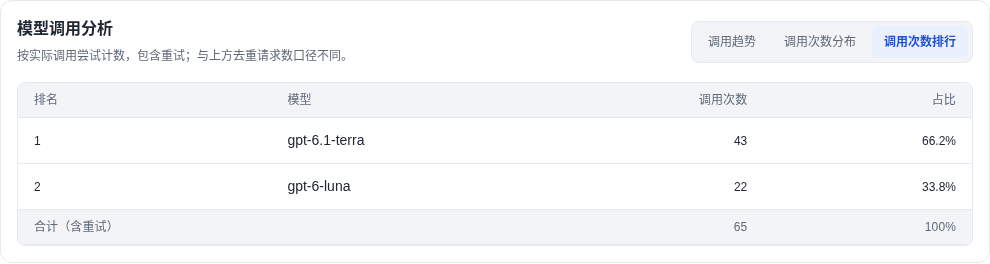 模型调用分析
按实际调用尝试计数，包含重试；与上方去重请求数口径不同。
调用趋势 调用次数分布 调用次数排行
排名 模型 调用次数 占比
1 gpt-6.1-terra 43 66.2%
2 gpt-6-luna 22 33.8%
合计（含重试） 65 100%